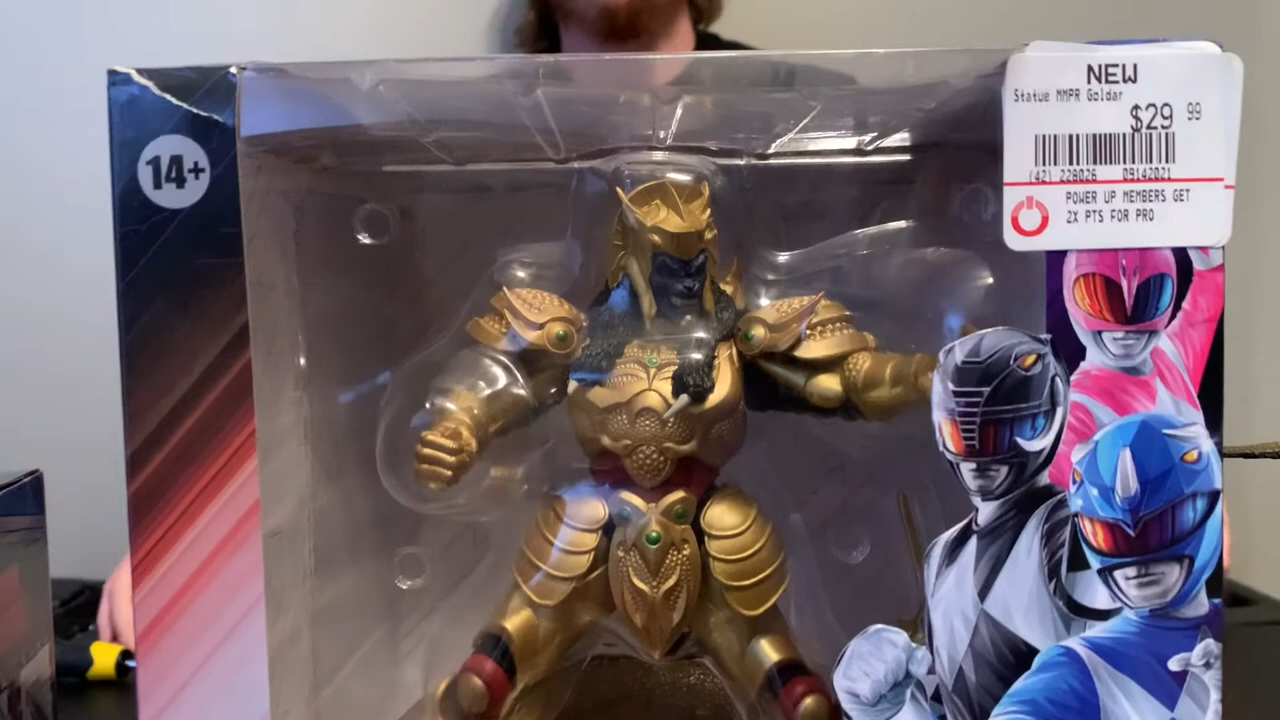 14+
NEW
Statue MMPR Goldar
$29 99
(42) 228026 09142021
POWER UP MEMBERS GET
2X PTS FOR PRO